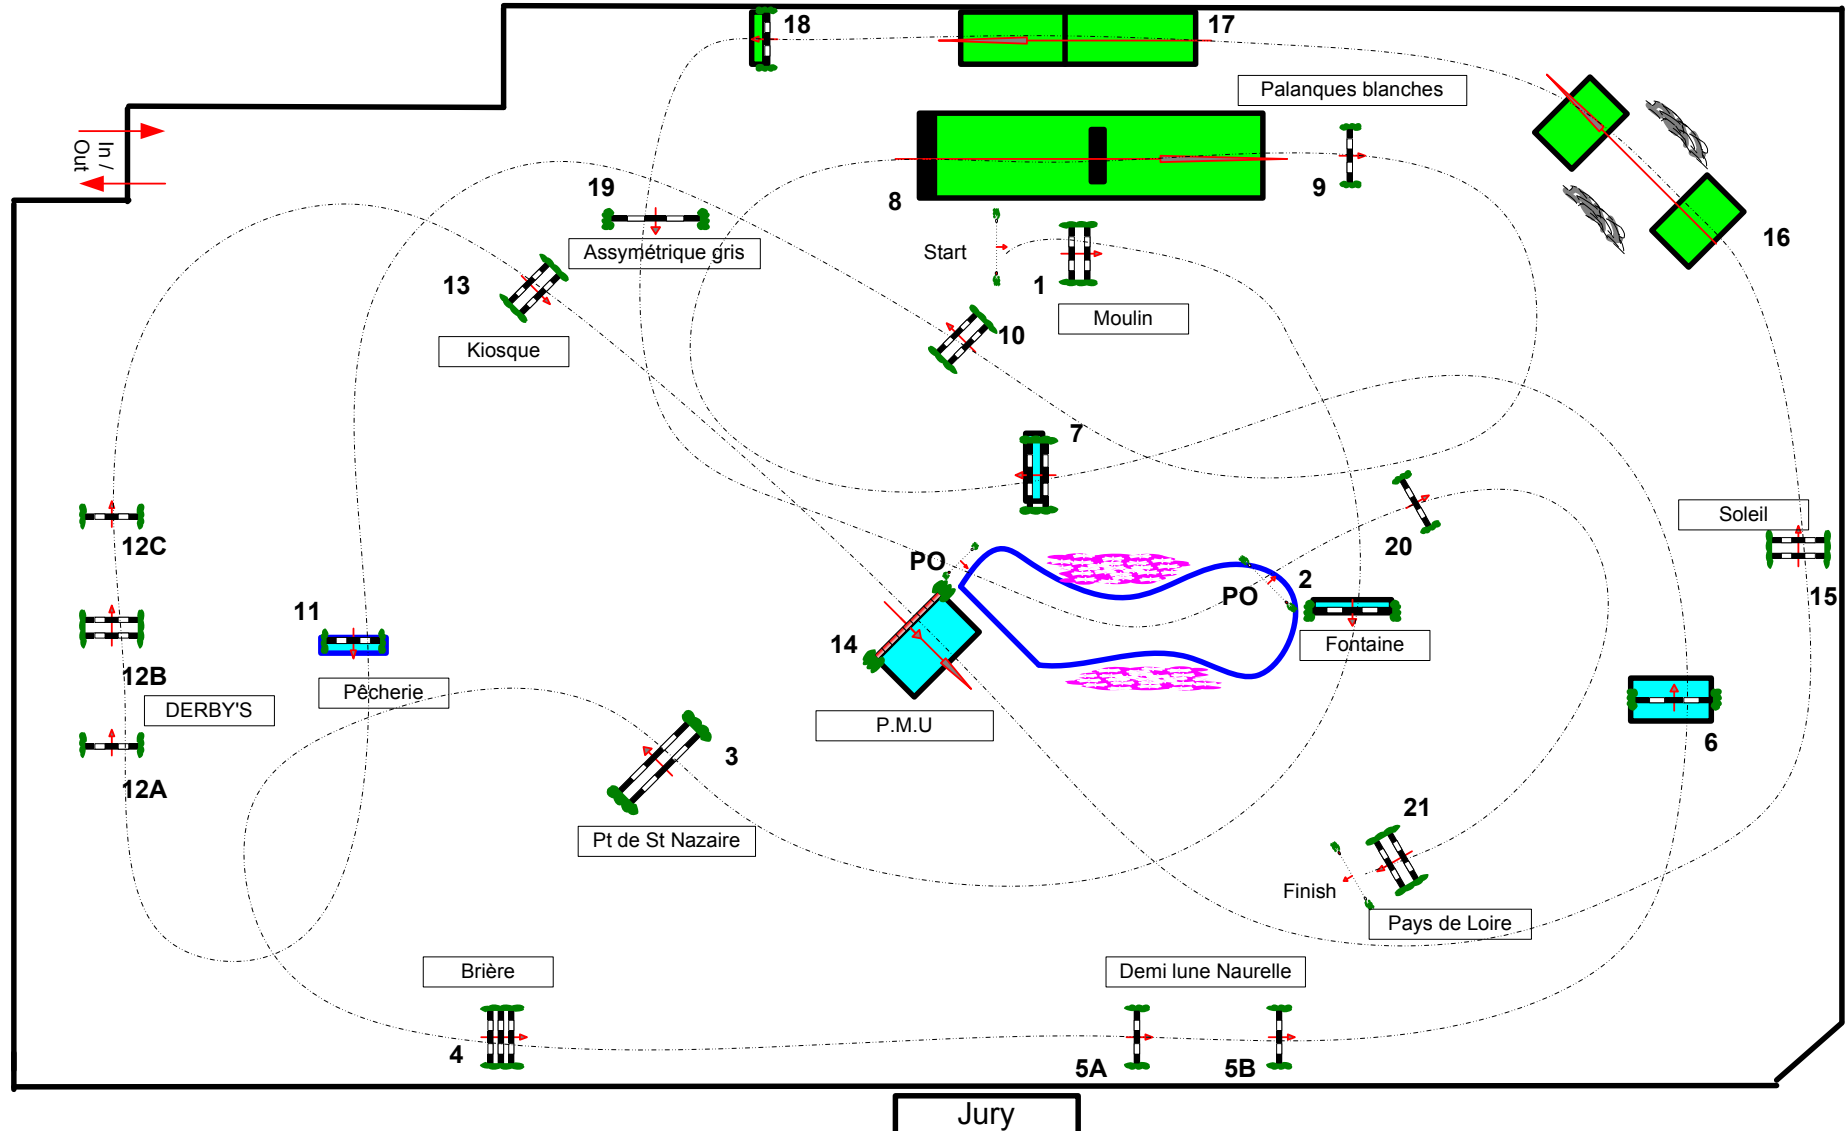 18
17
Palanques blanches
In /
Out
19
8
9
Assymétrique gris
Start
16
13
1
Moulin
10
Kiosque
7
Soleil
12C
20
PO
2
PO
15
11
14
Fontaine
12B
Pêcherie
DERBY'S
P.M.U
6
3
12A
21
Pt de St Nazaire
Finish
Pays de Loire
Brière
Demi lune Naurelle
4
5A
5B
Jury